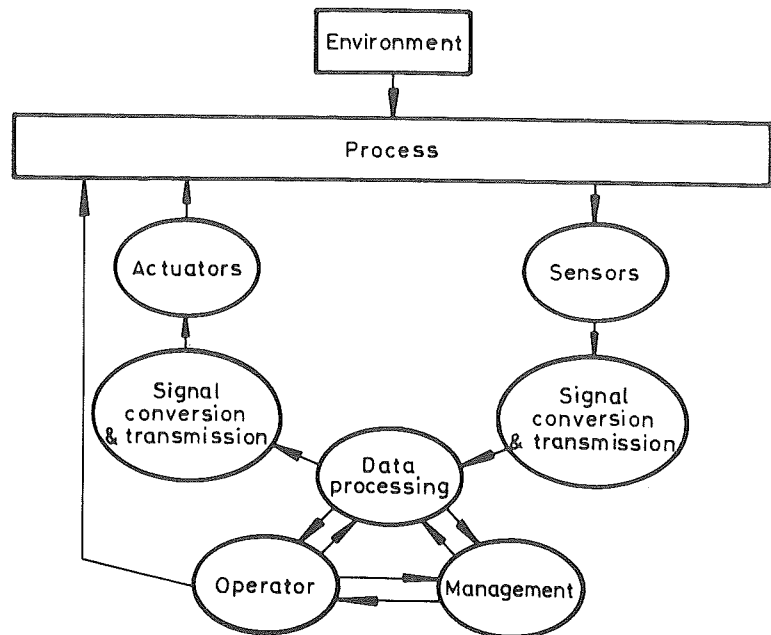 Environment
Process
Actuators
Sensors
Signal
conversion
& transmission
Signal
conversion
& transmission
Data
processing
Operator
Management